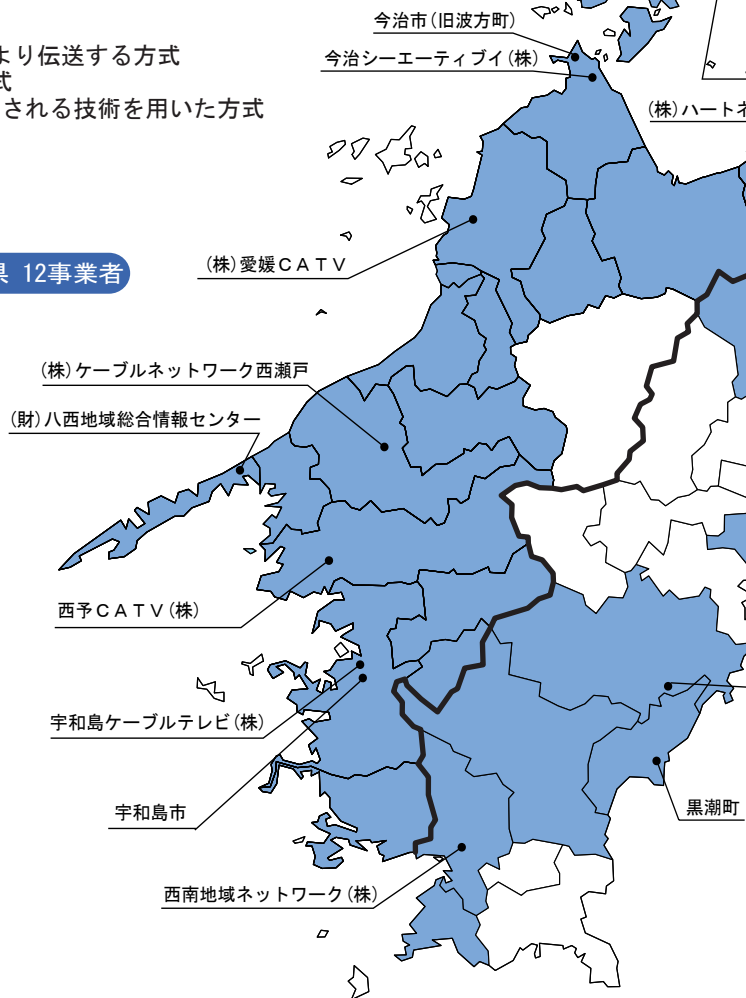 今治市(旧波方町)
より伝送する方式
今治シーエーティブイ(株)
式
される技術を用いた方式
(株)ハートネ
県 12事業者
(株)愛媛CATV
(株)ケーブルネットワーク西瀬戸
(財)八西地域総合情報センター
西予CATV(株)
宇和島ケーブルテレビ(株)
宇和島市
黒潮町
西南地域ネットワーク(株)